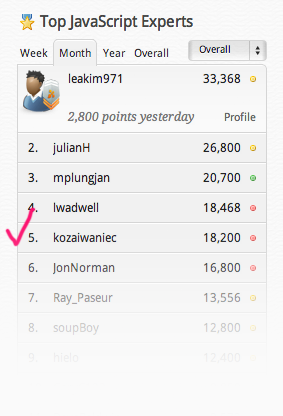 Top JavaScript Experts
Week Month Year Overall Overall
leakim971 33,368
2,800 points yesterday Profile
2. julianH 26,800
3. mplungjan 20,700
4. lwadwell 18,468
5. kozaiwaniec 18,200
6. JonNorman 16,800
7. Ray_Paseur 13,556
8. soupBoy 12,800
9. hielo 12,400